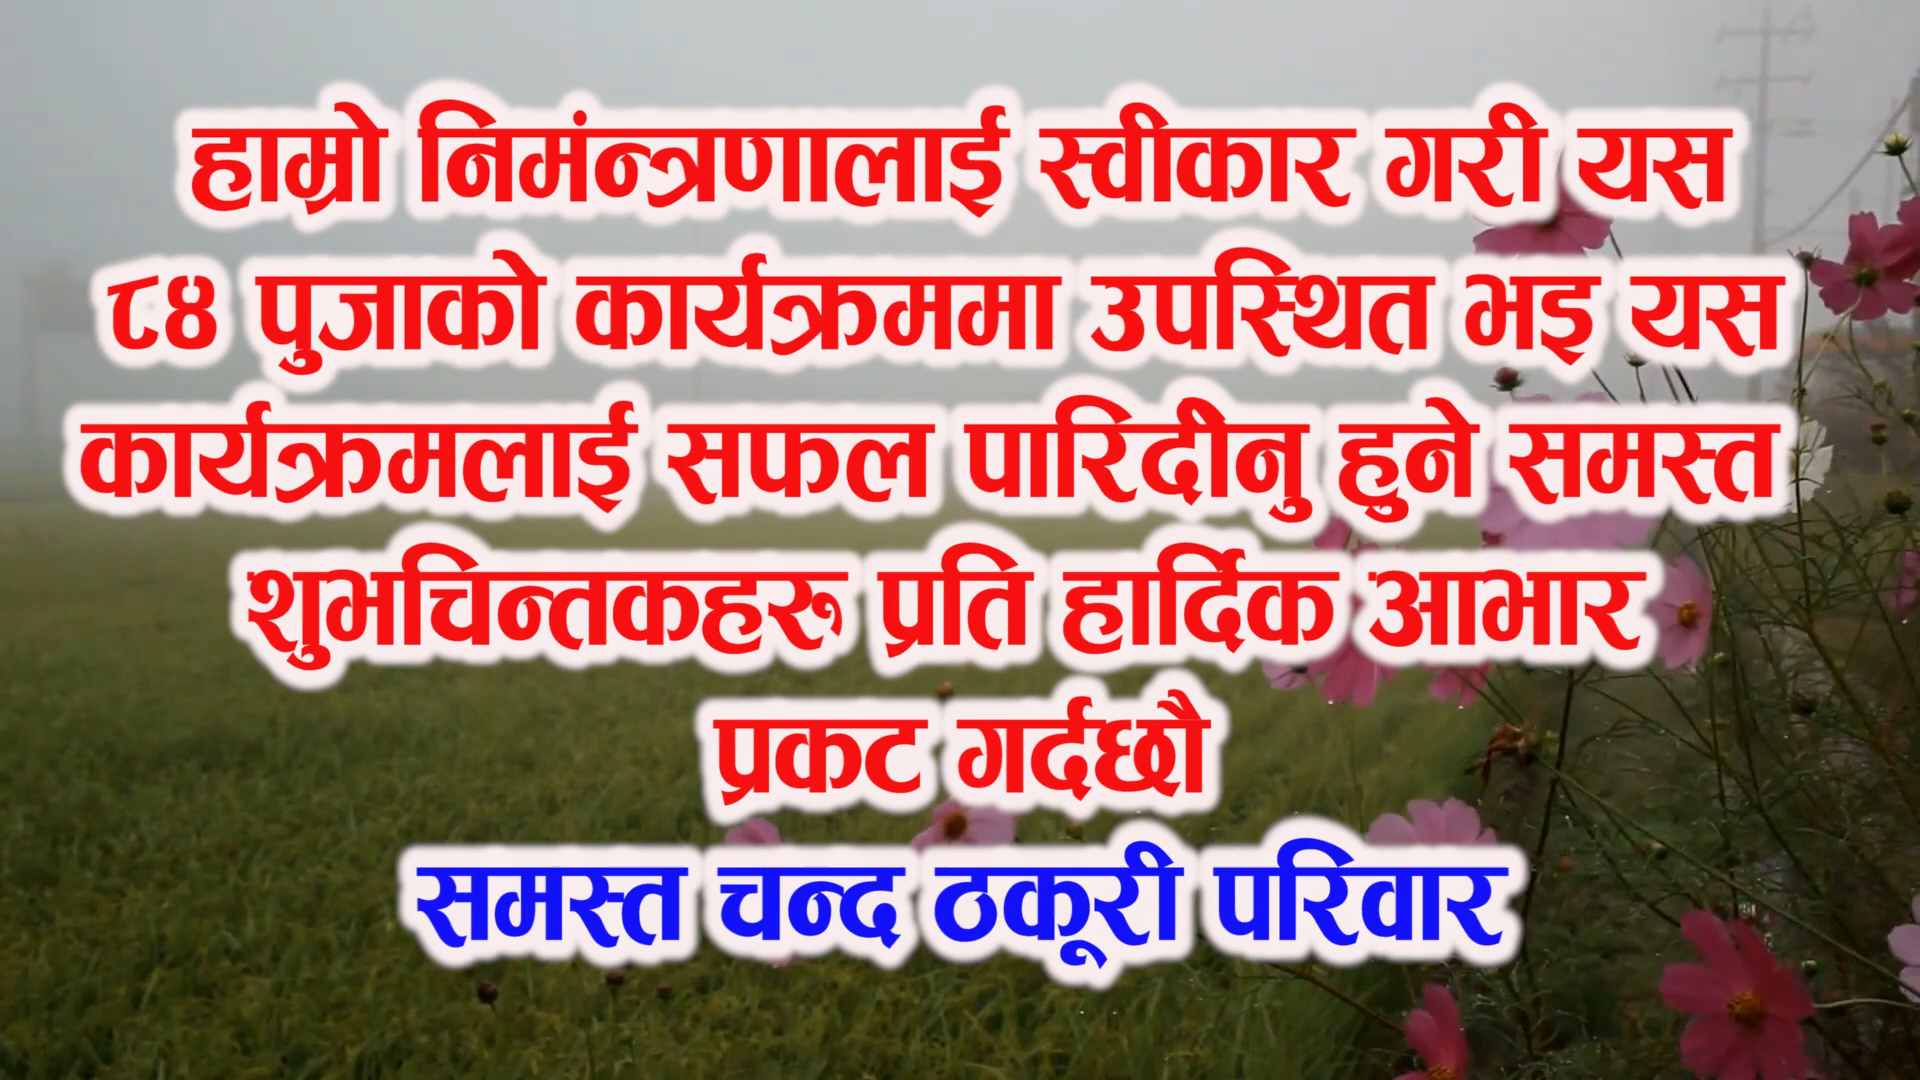 हाम्रो निमंन्त्रणालाई स्वीकार गरी यस
८४ पुजाको कार्यक्रममा उपस्थित भइ यस
कार्यक्रमलाई सफल पारिदीनु हुने समस्त
शुभचिन्तकहरु प्रति हार्दिक आभार
प्रकट गर्दछौ
समस्त चन्द ठकूरी परिवार